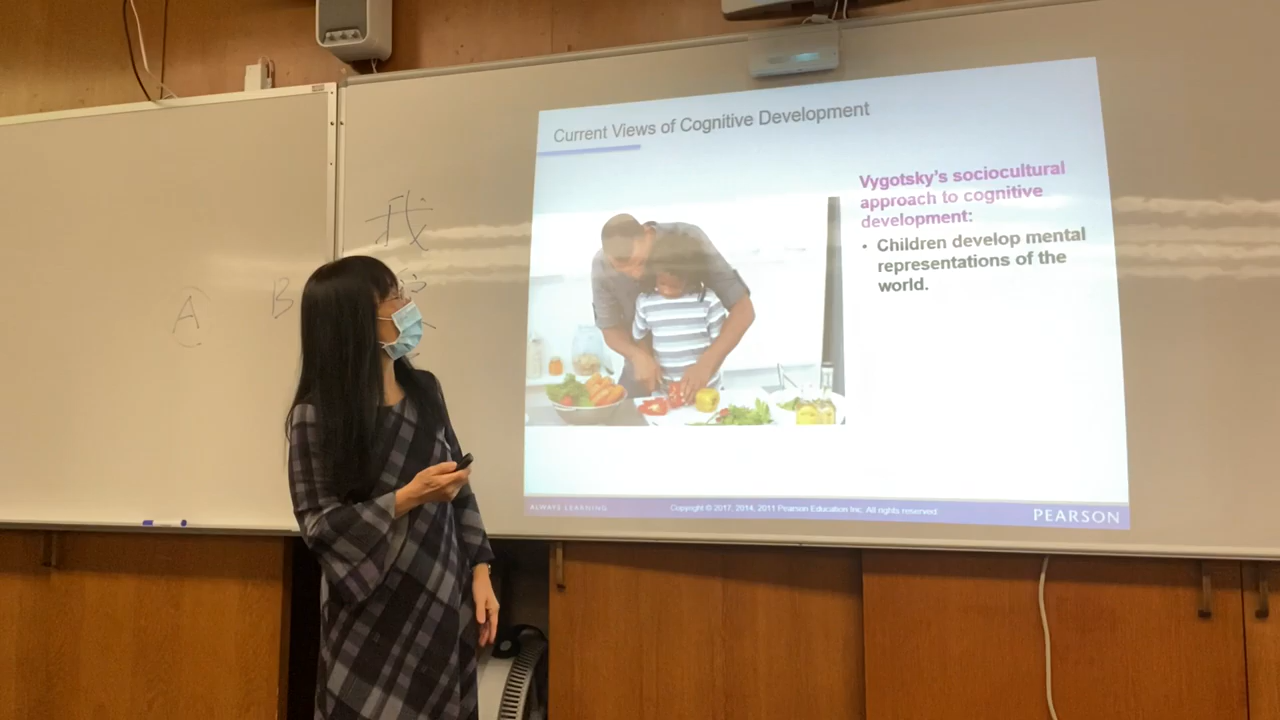 Current Views of Cognitive Development
Vygotsky's sociocultural
approach to cognitive
development:
• Children develop mental
representations of the
world.
ALWAYS LEARNING
Copyright © 2017, 2014, 2011 Pearson Education Inc. All rights reserved
PEARSON
我
A
B